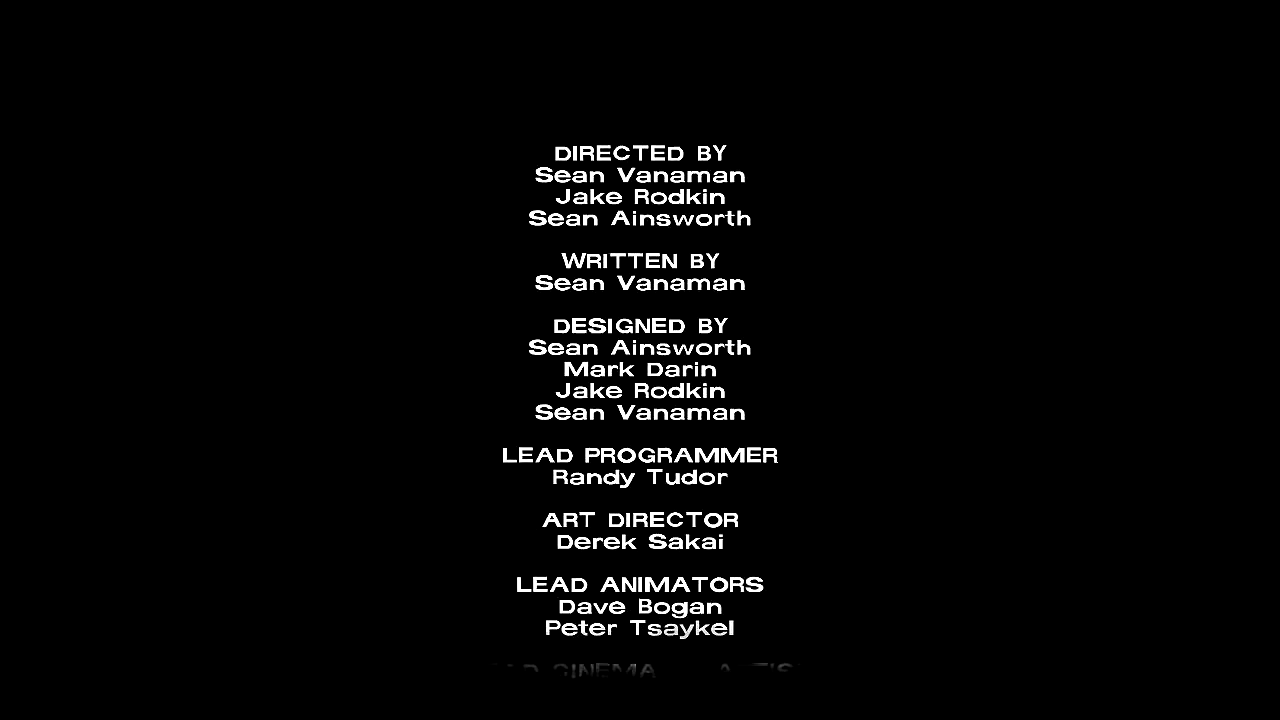 DIRECTED BY
Sean Vanaman
Jake Rodkin
Sean Ainsworth
WRITTEN BY
Sean Vanaman
DESIGNED BY
Sean Ainsworth
Mark Darin
Jake Rodkin
Sean Vanaman
LEAD PROGRAMMER
Randy Tudor
ART DIRECTOR
Derek Sakai
LEAD ANIMATORS
Dave Bogan
Peter Tsaykel